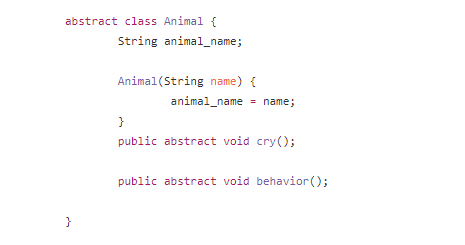 abstract class Animal {
String animal_name;
Animal(String name) {
animal_name = name;
}
public abstract void cry();
public abstract void behavior();
}